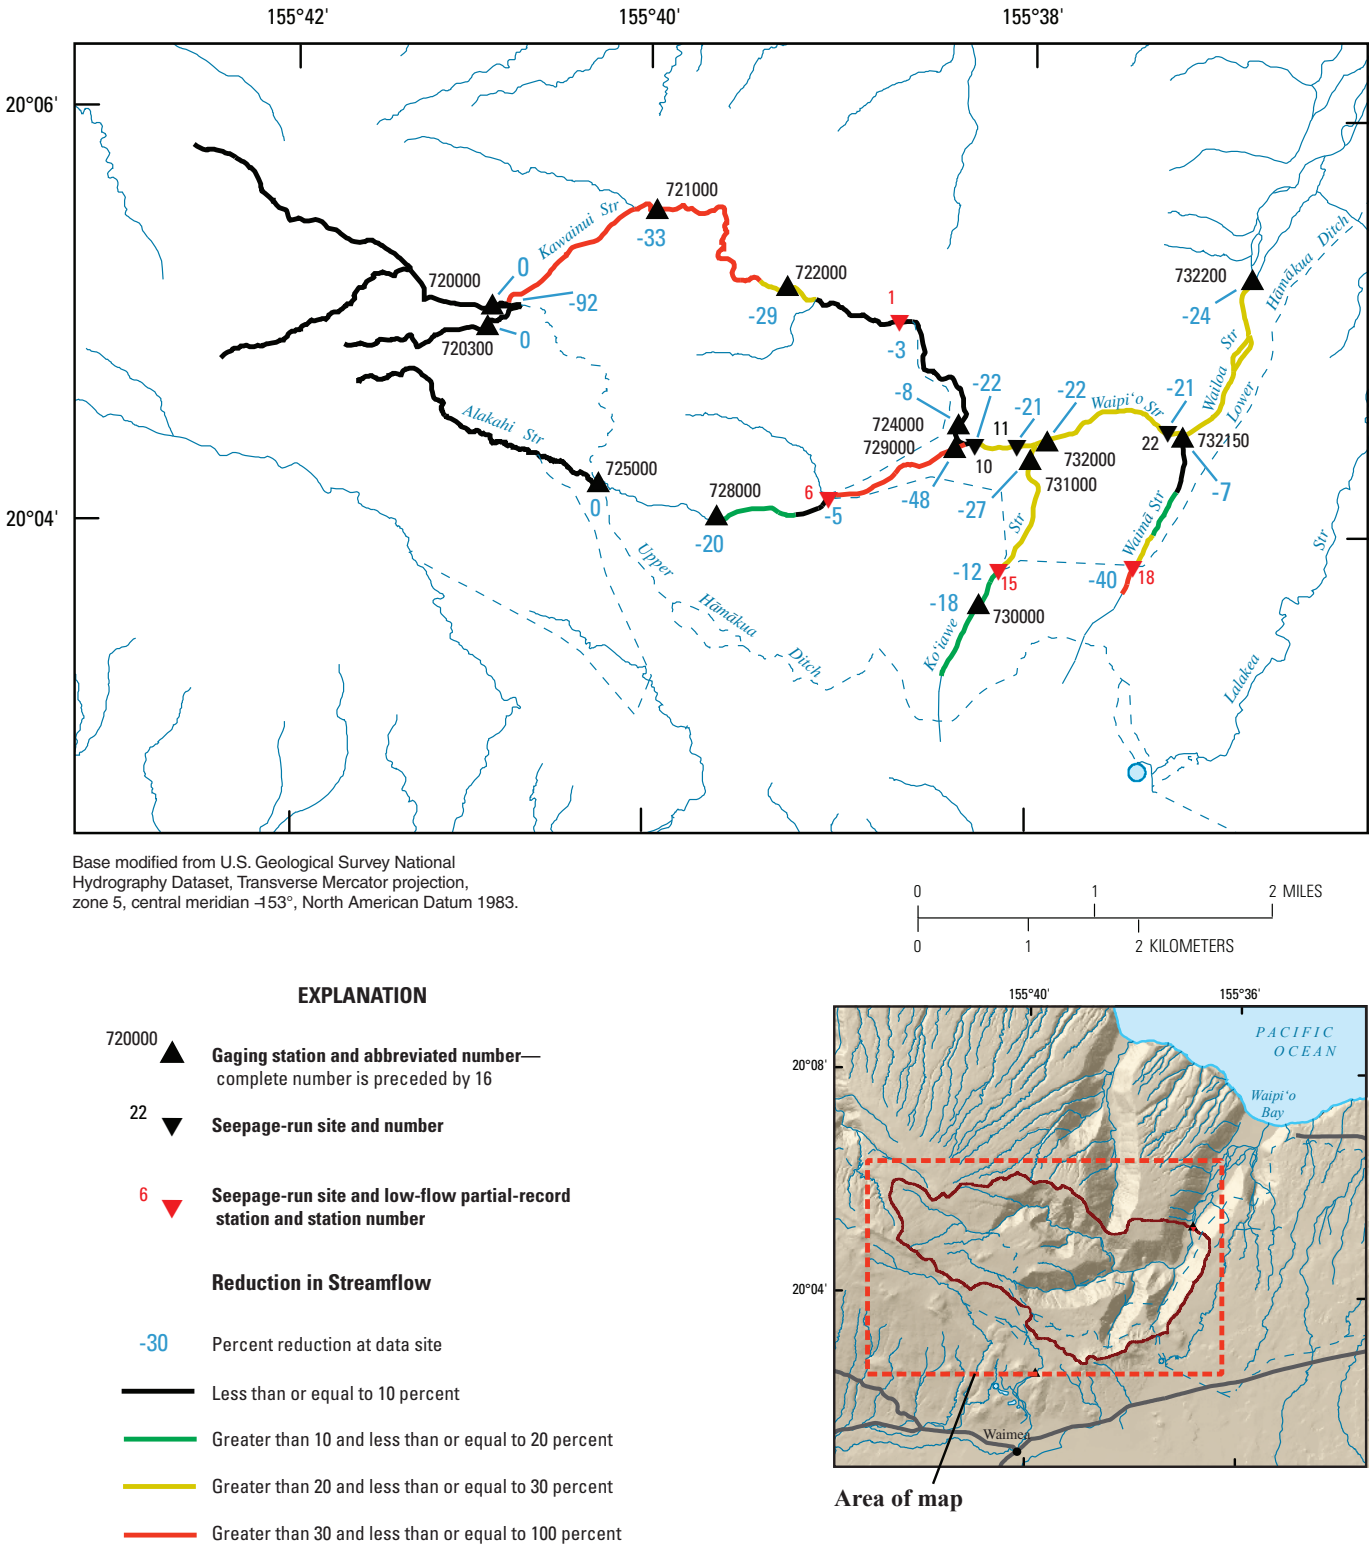 155°42'
155°40'
155°38'
20°06'
20°04'
721000
Kawainui Str
-33
720000
0
-92
720300
0
722000
-29
1
-3
732200
-24
Hāmākua Ditch
Lower
Wailoa Str
Alakahi Str
725000
0
728000
-20
6
-5
-8
724000
729000
-48
-22
10
11
-21
-22
732000
731000
-27
Waipi'o Str
-21
22
732150
-7
Waimā Str
-40
18
-12
15
-18
730000
Ko'iawe
Str
Upper
Hāmākua
Ditch
Lalakea
Str
Base modified from U.S. Geological Survey National
Hydrography Dataset, Transverse Mercator projection,
zone 5, central meridian -153°, North American Datum 1983.
0 1 2 MILES
0 1 2 KILOMETERS
EXPLANATION
720000
Gaging station and abbreviated number—
complete number is preceded by 16
22
Seepage-run site and number
6
Seepage-run site and low-flow partial-record
station and station number
Reduction in Streamflow
-30
Percent reduction at data site
Less than or equal to 10 percent
Greater than 10 and less than or equal to 20 percent
Greater than 20 and less than or equal to 30 percent
Greater than 30 and less than or equal to 100 percent
155°40'
155°36'
20°08'
20°04'
PACIFIC
OCEAN
Waipi'o
Bay
Waimea
Area of map